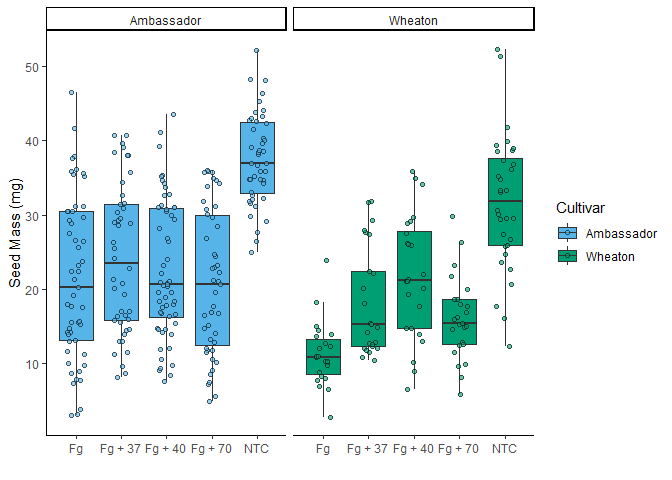 Ambassador
Wheaton
50
40
30
20
10
Seed Mass (mg)
Fg
Fg + 37
Fg + 40
Fg + 70
NTC
Fg
Fg + 37
Fg + 40
Fg + 70
NTC
Cultivar
Ambassador
Wheaton